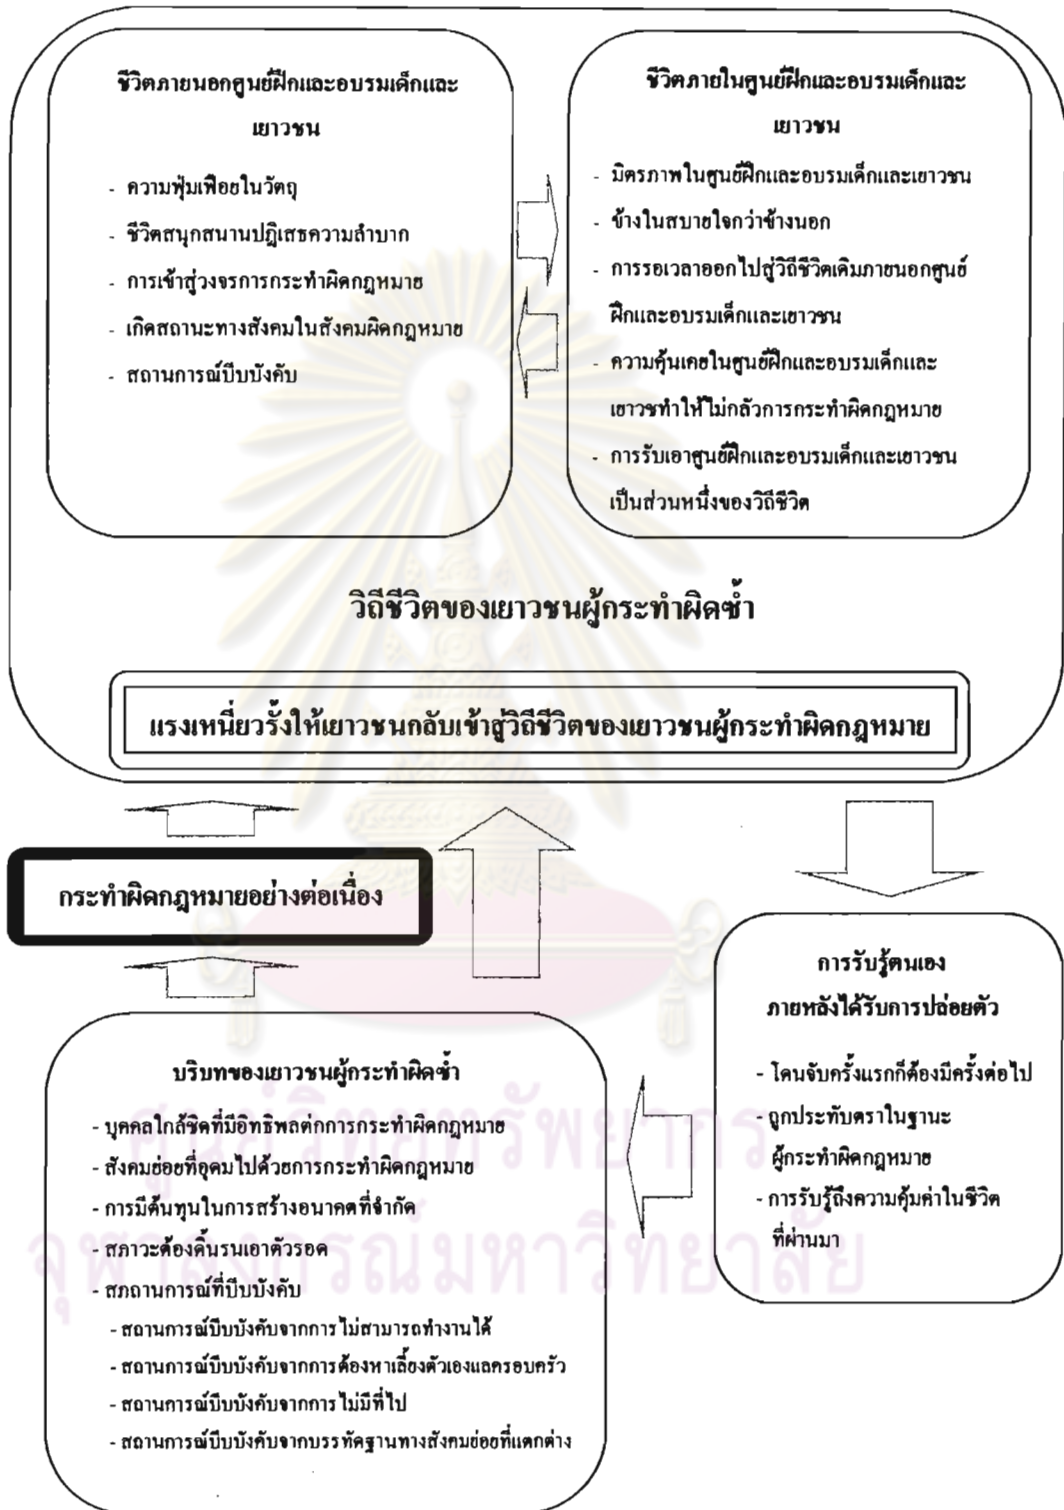 ชีวิตภายนอกศูนย์ฝึกและอบรมเด็กและ
เยาวชน
- ความฟุ่มเฟือยในวัตถุ
- ชีวิตสนุกสนานปฏิเสธความลำบาก
- การเข้าสู่วงจรการกระทำผิดกฎหมาย
- เกิดสถานะทางสังคมในสังคมผิดกฎหมาย
- สถานการณ์บีบบังคับ
ชีวิตภายในศูนย์ฝึกและอบรมเด็กและ
เยาวชน
- มิตรภาพในศูนย์ฝึกและอบรมเด็กและเยาวชน
- ข้างในสบายใจกว่าข้างนอก
- การรอเวลาออกไปสู่วิถีชีวิตเดิมภายนอกศูนย์
ฝึกและอบรมเด็กและเยาวชน
- ความคุ้นเคยในศูนย์ฝึกและอบรมเด็กและ
เยาวชทำให้ไม่กลัวการกระทำผิดกฎหมาย
- การรับเอาศูนย์ฝึกและอบรมเด็กและเยาวชน
เป็นส่วนหนึ่งของวิถีชีวิต
วิถีชีวิตของเยาวชนผู้กระทำผิดซ้ำ
แรงเหนี่ยวรั้งให้เยาวชนกลับเข้าสู่วิถีชีวิตของเยาวชนผู้กระทำผิดกฎหมาย
กระทำผิดกฎหมายอย่างต่อเนื่อง
การรับรู้ตนเอง
ภายหลังได้รับการปล่อยตัว
- โดนจับครั้งแรกก็ต้องมีครั้งต่อไป
- ถูกประทับตราในฐานะ
ผู้กระทำผิดกฎหมาย
- การรับรู้ถึงความคุ้มค่าในชีวิต
ที่ผ่านมา
บริบทของเยาวชนผู้กระทำผิดซ้ำ
- บุคคลใกล้ชิดที่มีอิทธิพลต่กการกระทำผิดกฎหมาย
- สังคมย่อยที่อุดมไปด้วยการกระทำผิดกฎหมาย
- การมีต้นทุนในการสร้างอนาคตที่จำกัด
- สภาวะต้องดิ้นรนเอาตัวรอด
- สภถานการณ์ที่บีบบังคับ
- สถานการณ์บีบบังคับจากการไม่สามารถทำงานได้
- สถานการณ์บีบบังคับจากการต้องหาเลี้ยงตัวเองแลครอบครัว
- สถานการณ์บีบบังคับจากการไม่มีที่ไป
- สถานการณ์บีบบังคับจากบรรทัดฐานทางสังคมย่อยที่แตกต่าง
ศูนย์วิทยทรัพยากร
จุฬาลงกรณ์มหาวิทยาลัย